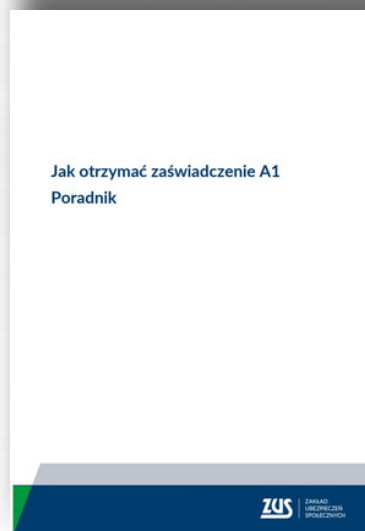 Jak otrzymać zaświadczenie A1
Poradnik
ZUS
ZAKŁAD
UBEZPIECZEŃ
SPOŁECZNYCH